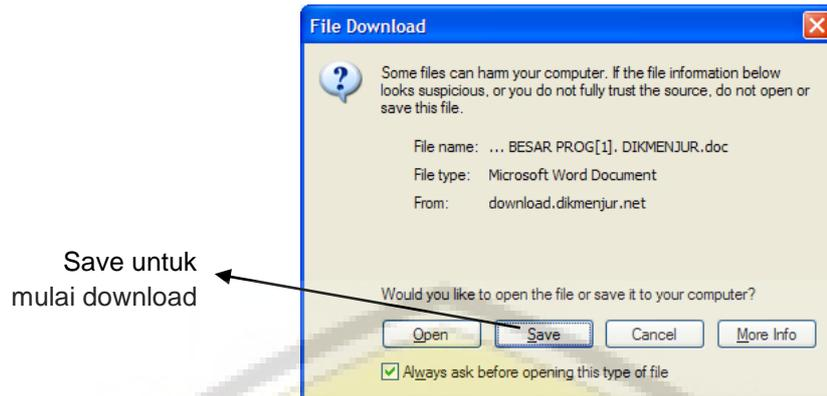 File Download
Some files can harm your computer. If the file information below
looks suspicious, or you do not fully trust the source, do not open or
save this file.
File name: ... BESAR PROG[1]. DIKMENJUR.doc
File type: Microsoft Word Document
From: download.dikmenjur.net
Save untuk
mulai download
Would you like to open the file or save it to your computer?
Open Save Cancel More Info
Always ask before opening this type of file